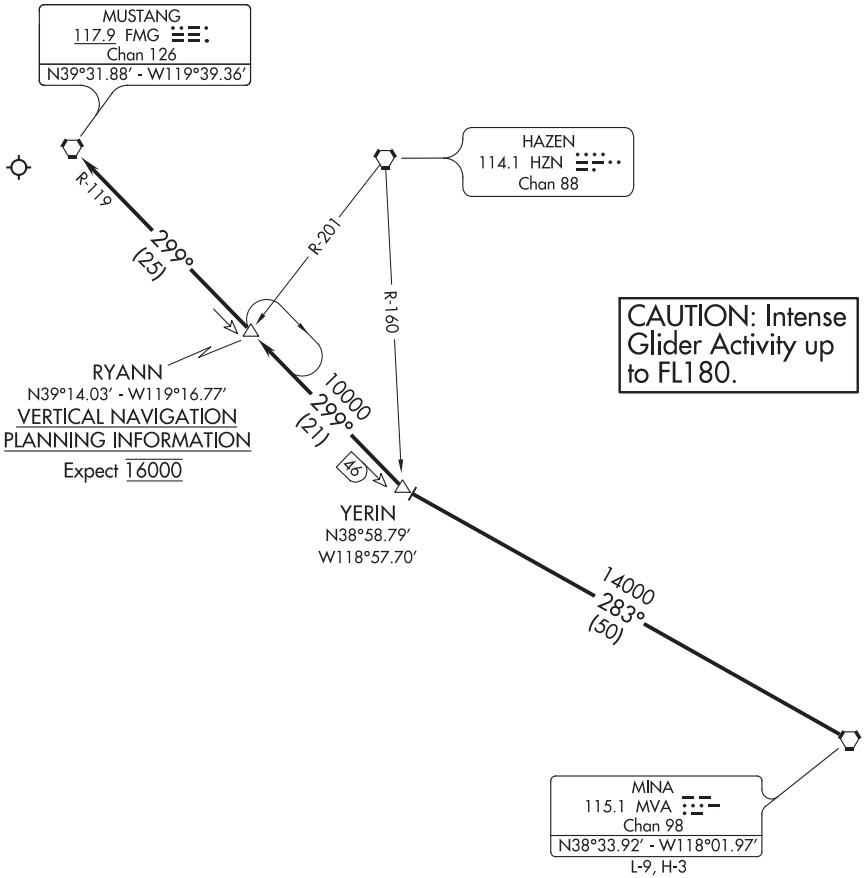 MUSTANG
117.9 FMG
Chan 126
N39°31.88' - W119°39.36'
HAZEN
114.1 HZN
Chan 88
R-119
299°
(25)
R-201
R-160
CAUTION: Intense
Glider Activity up
to FL180.
RYANN
N39°14.03' - W119°16.77'
VERTICAL NAVIGATION
PLANNING INFORMATION
Expect 16000
10000
299°
(21)
46
YERIN
N38°58.79'
W118°57.70'
14000
283°
(50)
MINA
115.1 MVA
Chan 98
N38°33.92' - W118°01.97'
L-9, H-3